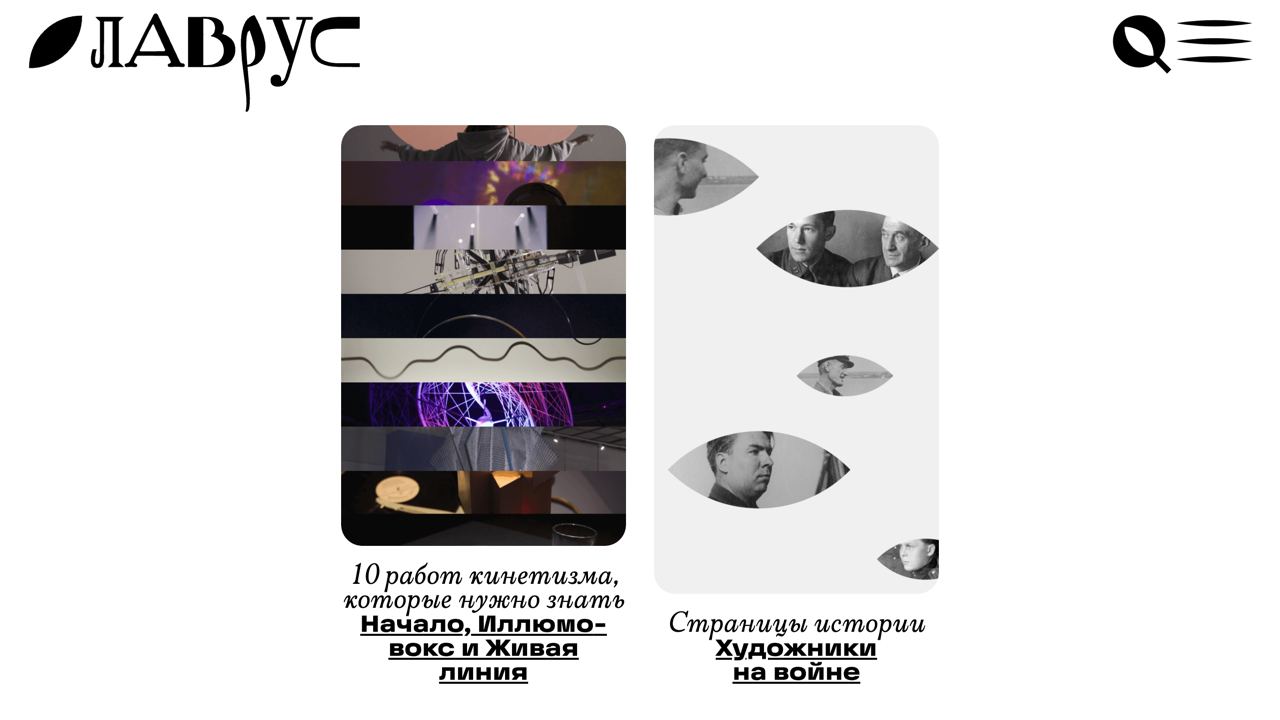 ЛАВРУС
10 работ кинетизма,
которые нужно знать
Начало, Иллюмо-
вокс и Живая
линия
Страницы истории
Художники
на войне